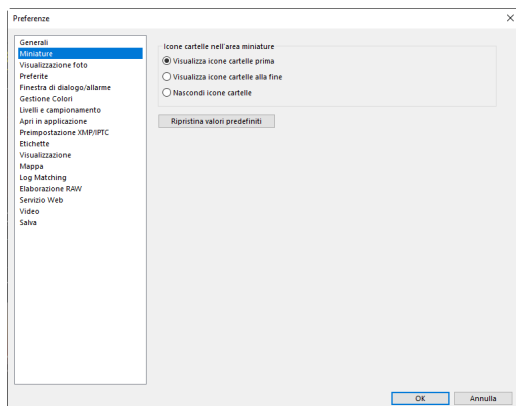 Preferenze
Generali
Miniature
Visualizzazione foto
Preferite
Finestra di dialogo/allarme
Gestione Colori
Livelli e campionamento
Apri in applicazione
Preimpostazione XMP/IPTC
Etichette
Visualizzazione
Mappa
Log Matching
Elaborazione RAW
Servizio Web
Video
Salva
Icone cartelle nell'area miniature
Visualizza icone cartelle prima
Visualizza icone cartelle alla fine
Nascondi icone cartelle
Ripristina valori predefiniti
OK
Annulla